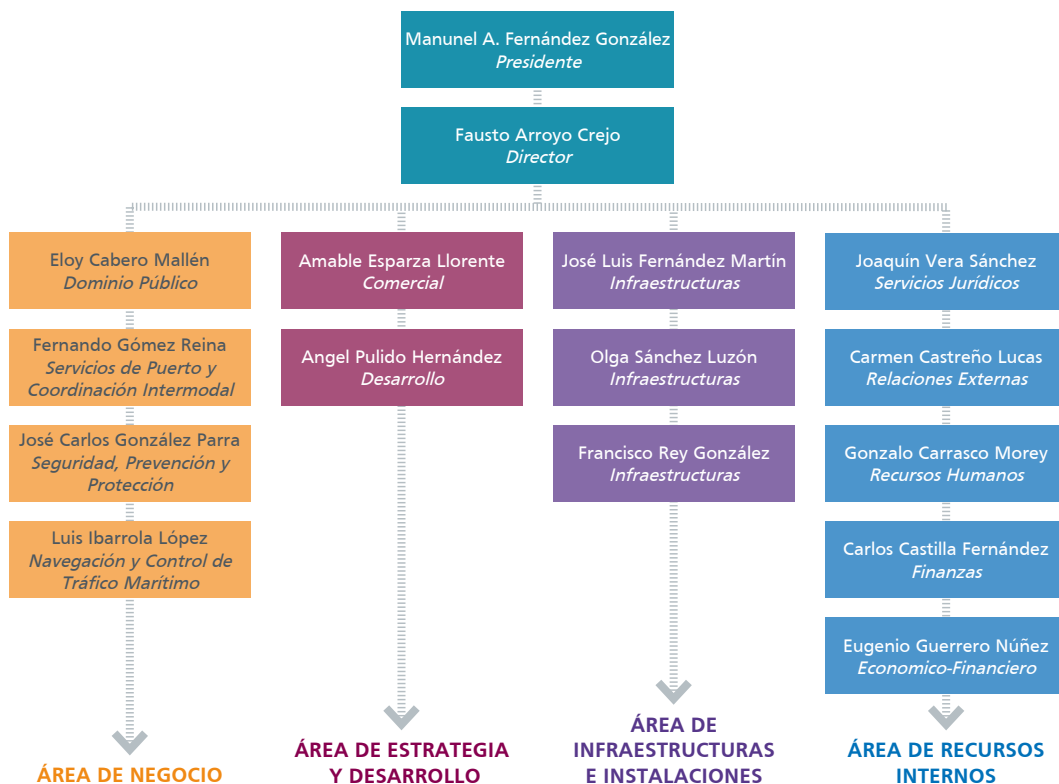 Manunel A. Fernández González
Presidente
Fausto Arroyo Crejo
Director
Eloy Cabero Mallén
Dominio Público
Fernando Gómez Reina
Servicios de Puerto y
Coordinación Intermodal
José Carlos González Parra
Seguridad, Prevención y
Protección
Luis Ibarrola López
Navegación y Control de
Tráfico Marítimo
ÁREA DE NEGOCIO
Amable Esparza Llorente
Comercial
Angel Pulido Hernández
Desarrollo
ÁREA DE ESTRATEGIA
Y DESARROLLO
José Luis Fernández Martín
Infraestructuras
Olga Sánchez Luzón
Infraestructuras
Francisco Rey González
Infraestructuras
ÁREA DE
INFRAESTRUCTURAS
E INSTALACIONES
Joaquín Vera Sánchez
Servicios Jurídicos
Carmen Castreño Lucas
Relaciones Externas
Gonzalo Carrasco Morey
Recursos Humanos
Carlos Castilla Fernández
Finanzas
Eugenio Guerrero Núñez
Economico-Financiero
ÁREA DE RECURSOS
INTERNOS